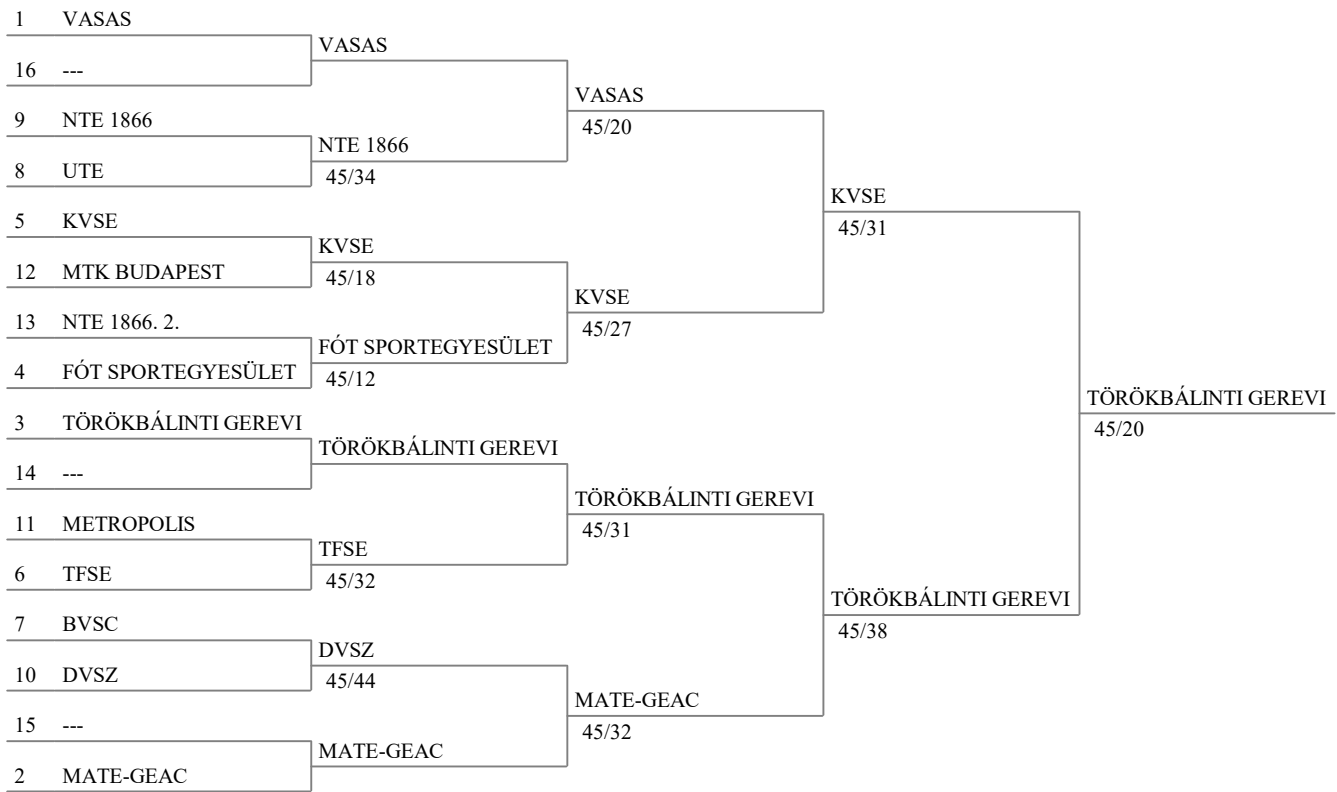 1 VASAS
16 ---
9 NTE 1866
8 UTE
5 KVSE
12 MTK BUDAPEST
13 NTE 1866. 2.
4 FÓT SPORTEGYESÜLET
3 TÖRÖKBÁLINTI GEREVI
14 ---
11 METROPOLIS
6 TFSE
7 BVSC
10 DVSZ
15 ---
2 MATE-GEAC
VASAS
NTE 1866
45/34
KVSE
45/18
FÓT SPORTEGYESÜLET
45/12
TÖRÖKBÁLINTI GEREVI
TFSE
45/32
DVSZ
45/44
MATE-GEAC
VASAS
45/20
KVSE
45/27
TÖRÖKBÁLINTI GEREVI
45/31
MATE-GEAC
45/32
KVSE
45/31
TÖRÖKBÁLINTI GEREVI
45/38
TÖRÖKBÁLINTI GEREVI
45/20